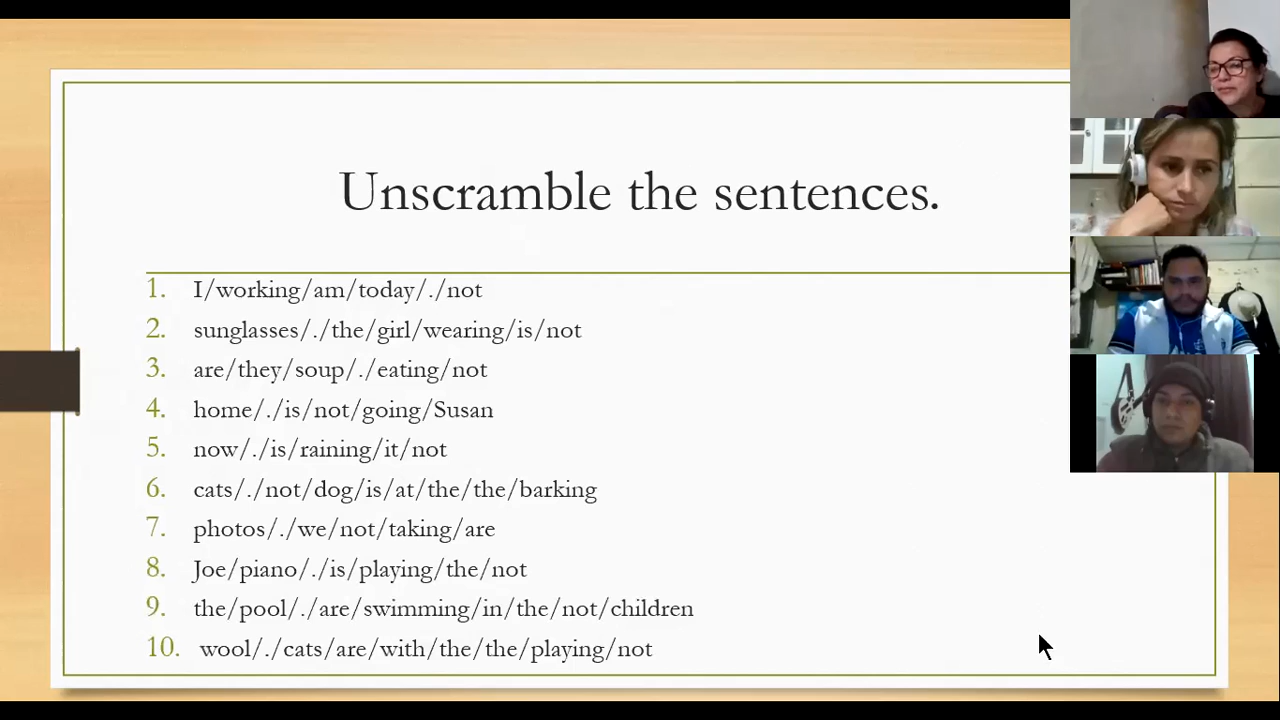 Unscramble the sentences.
1. I/working/am/today/./not
2. sunglasses/./the/girl/wearing/is/not
3. are/they/soup/./eating/not
4. home/./is/not/going/Susan
5. now/./is/raining/it/not
6. cats/./not/dog/is/at/the/the/barking
7. photos/./we/not/taking/are
8. Joe/piano/./is/playing/the/not
9. the/pool/./are/swimming/in/the/not/children
10. wool/./cats/are/with/the/the/playing/not